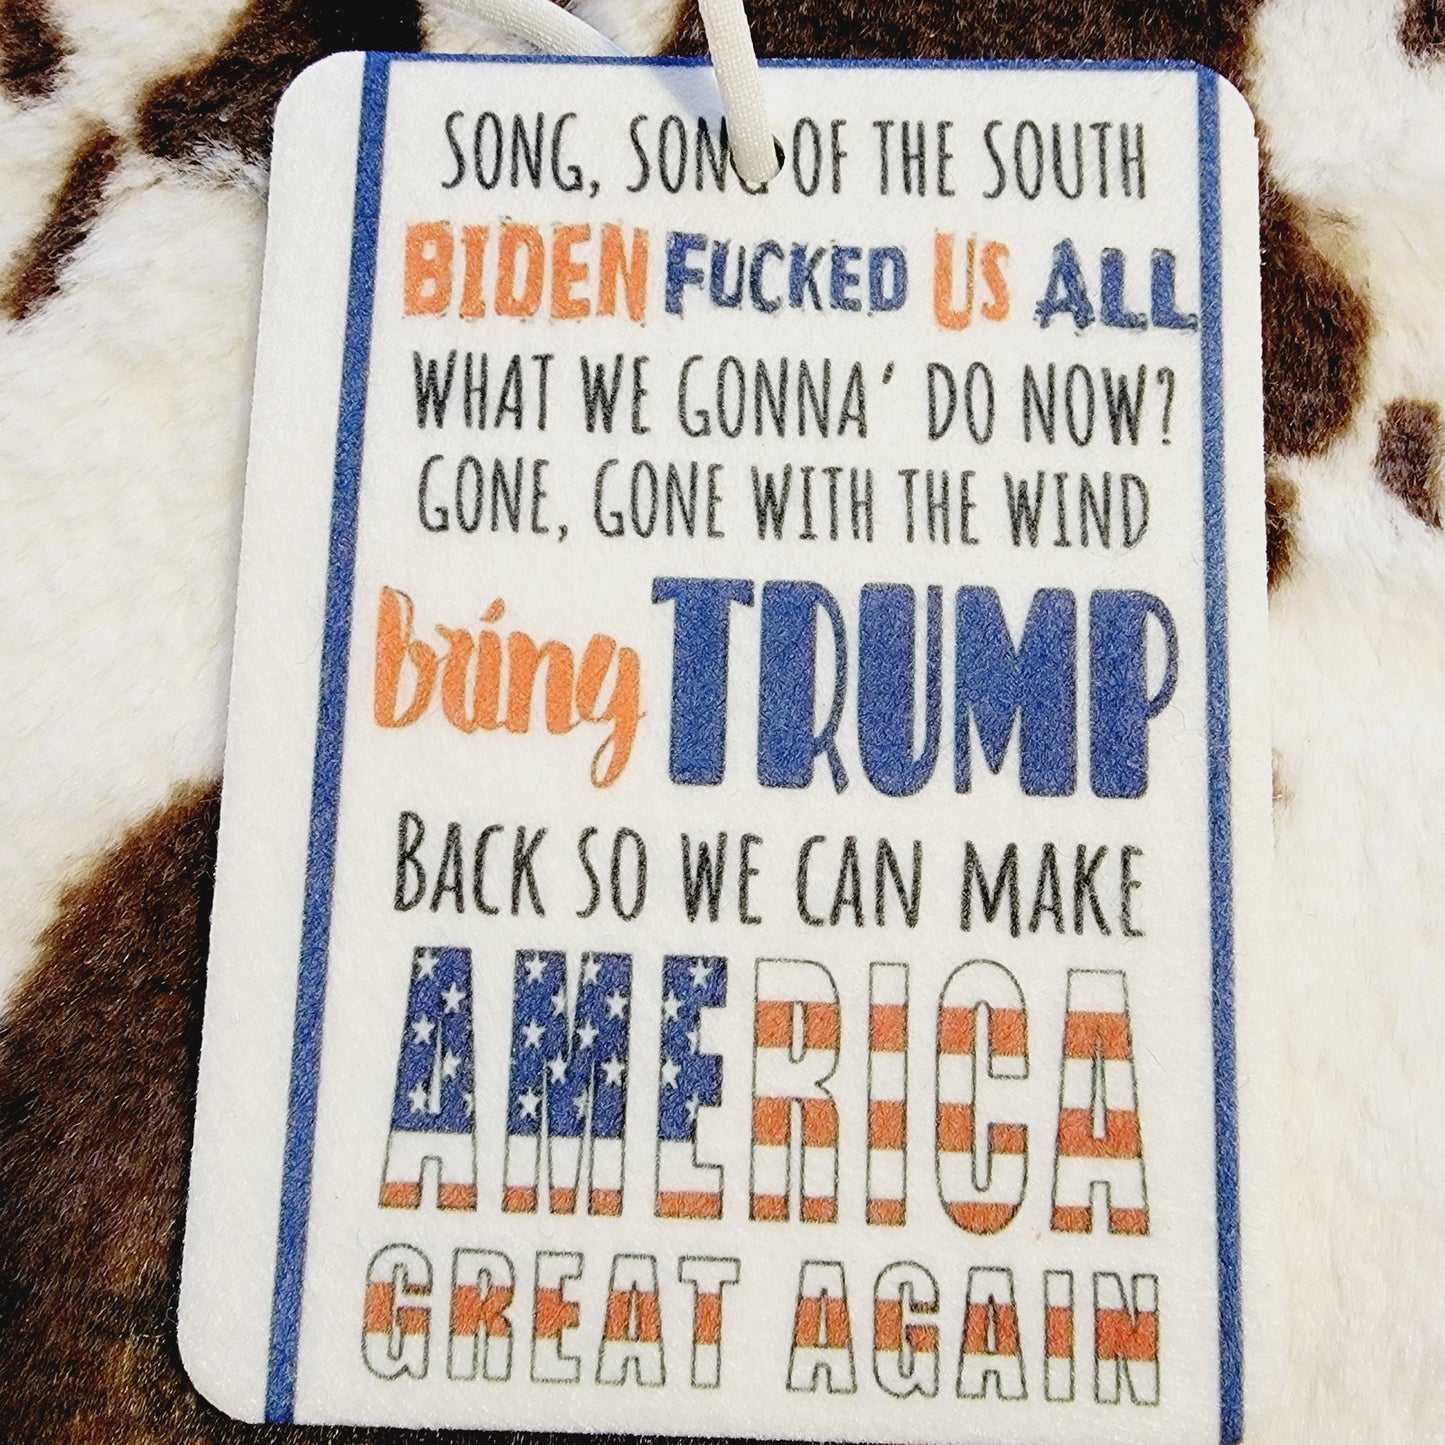 SONG, SONG OF THE SOUTH
BIDEN FUCKED US ALL
WHAT WE GONNA' DO NOW?
GONE, GONE WITH THE WIND
bring TRUMP
BACK SO WE CAN MAKE
AMERICA
GREAT AGAIN